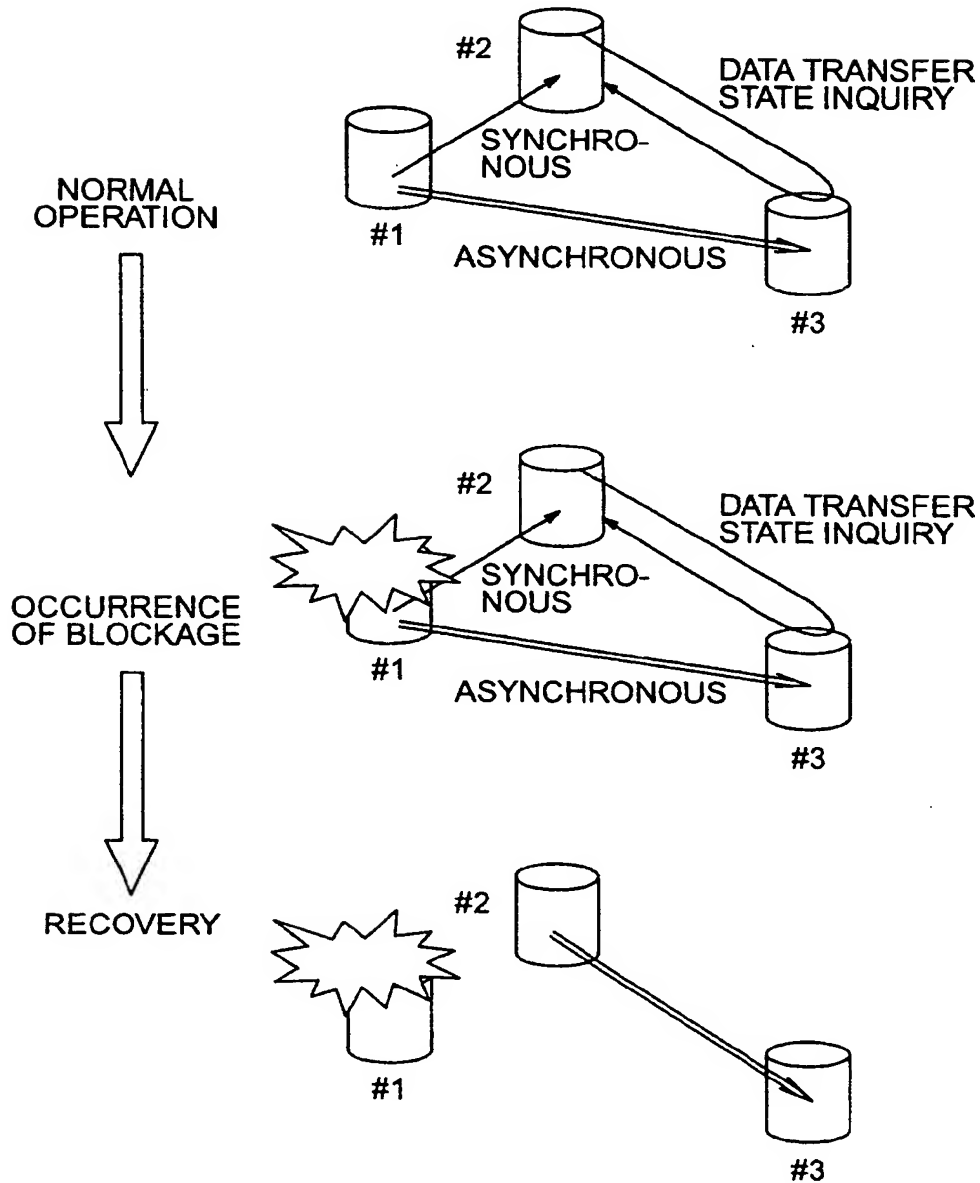 #2
DATA TRANSFER
STATE INQUIRY
SYNCHRO-
NOUS
NORMAL
OPERATION
#1
ASYNCHRONOUS
#3
#2
DATA TRANSFER
STATE INQUIRY
SYNCHRO-
NOUS
OCCURRENCE
OF BLOCKAGE
#1
ASYNCHRONOUS
#3
#2
RECOVERY
#1
#3